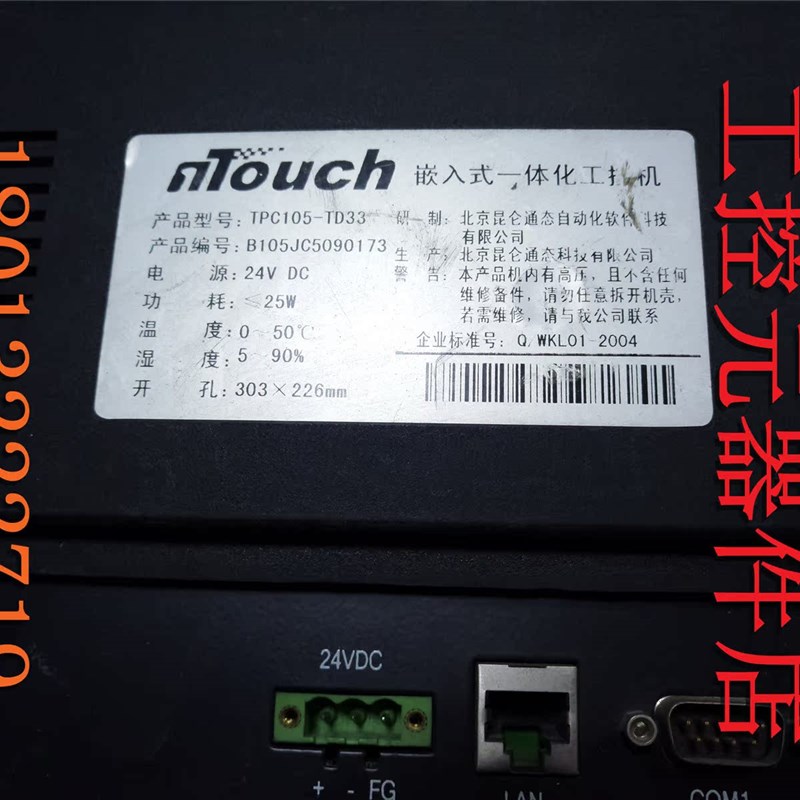 nTouch 嵌入式一体化工控机
产品型号: TPC105-TD33
产品编号: B105JC5090173
电 源: 24V DC
功 耗: ≤25W
温 度: 0~50℃
湿 度: 5 90%
开 孔: 303×226mm
研 制: 北京昆仑通态自动化软件科技
有限公司
生 产: 北京昆仑通态科技有限公司
警 告: 本产品机内有高压，且不含任何
维修备件，请勿任意拆开机壳，
若需维修，请与我公司联系
企业标准号: Q/WKL01-2004
24VDC
+ - FG
LAN
COM1
工控元器件店